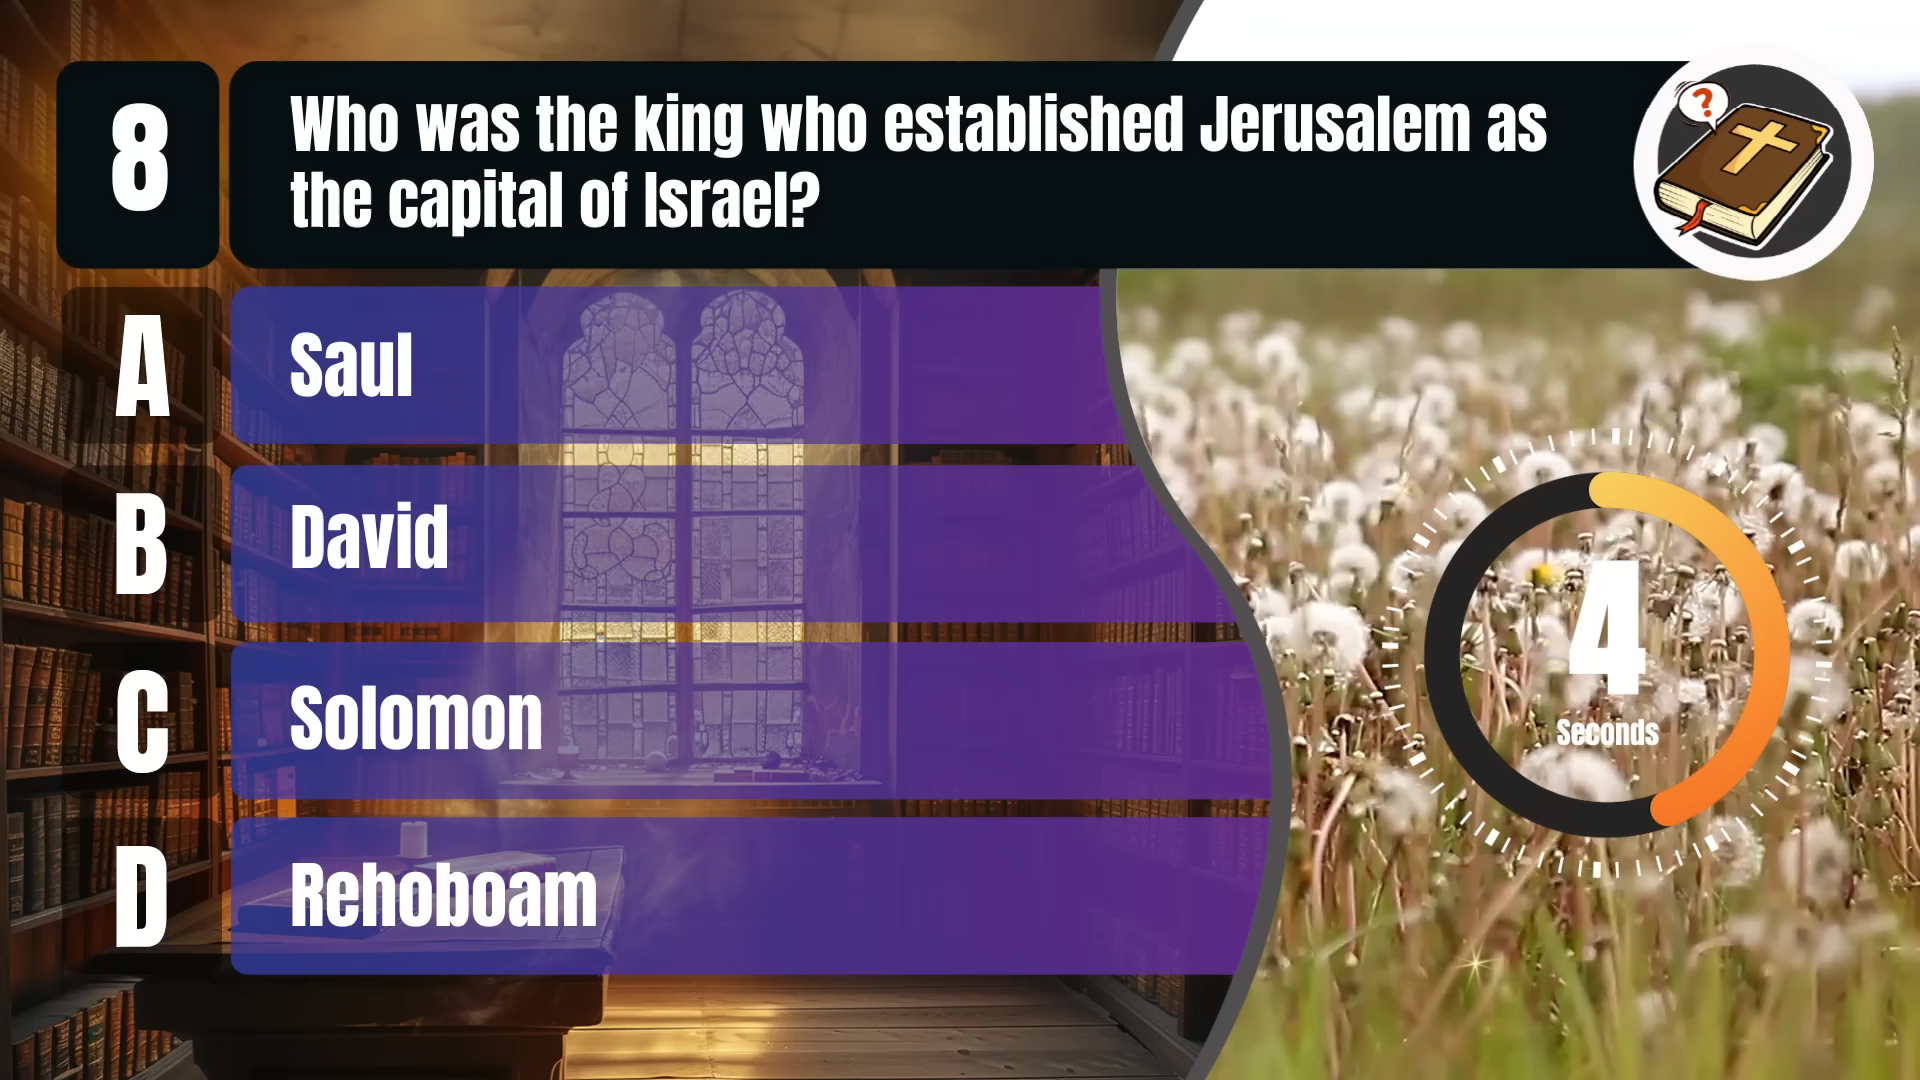 8
Who was the king who established Jerusalem as
the capital of Israel?
?
A
Saul
B
David
C
Solomon
D
Rehoboam
4
Seconds